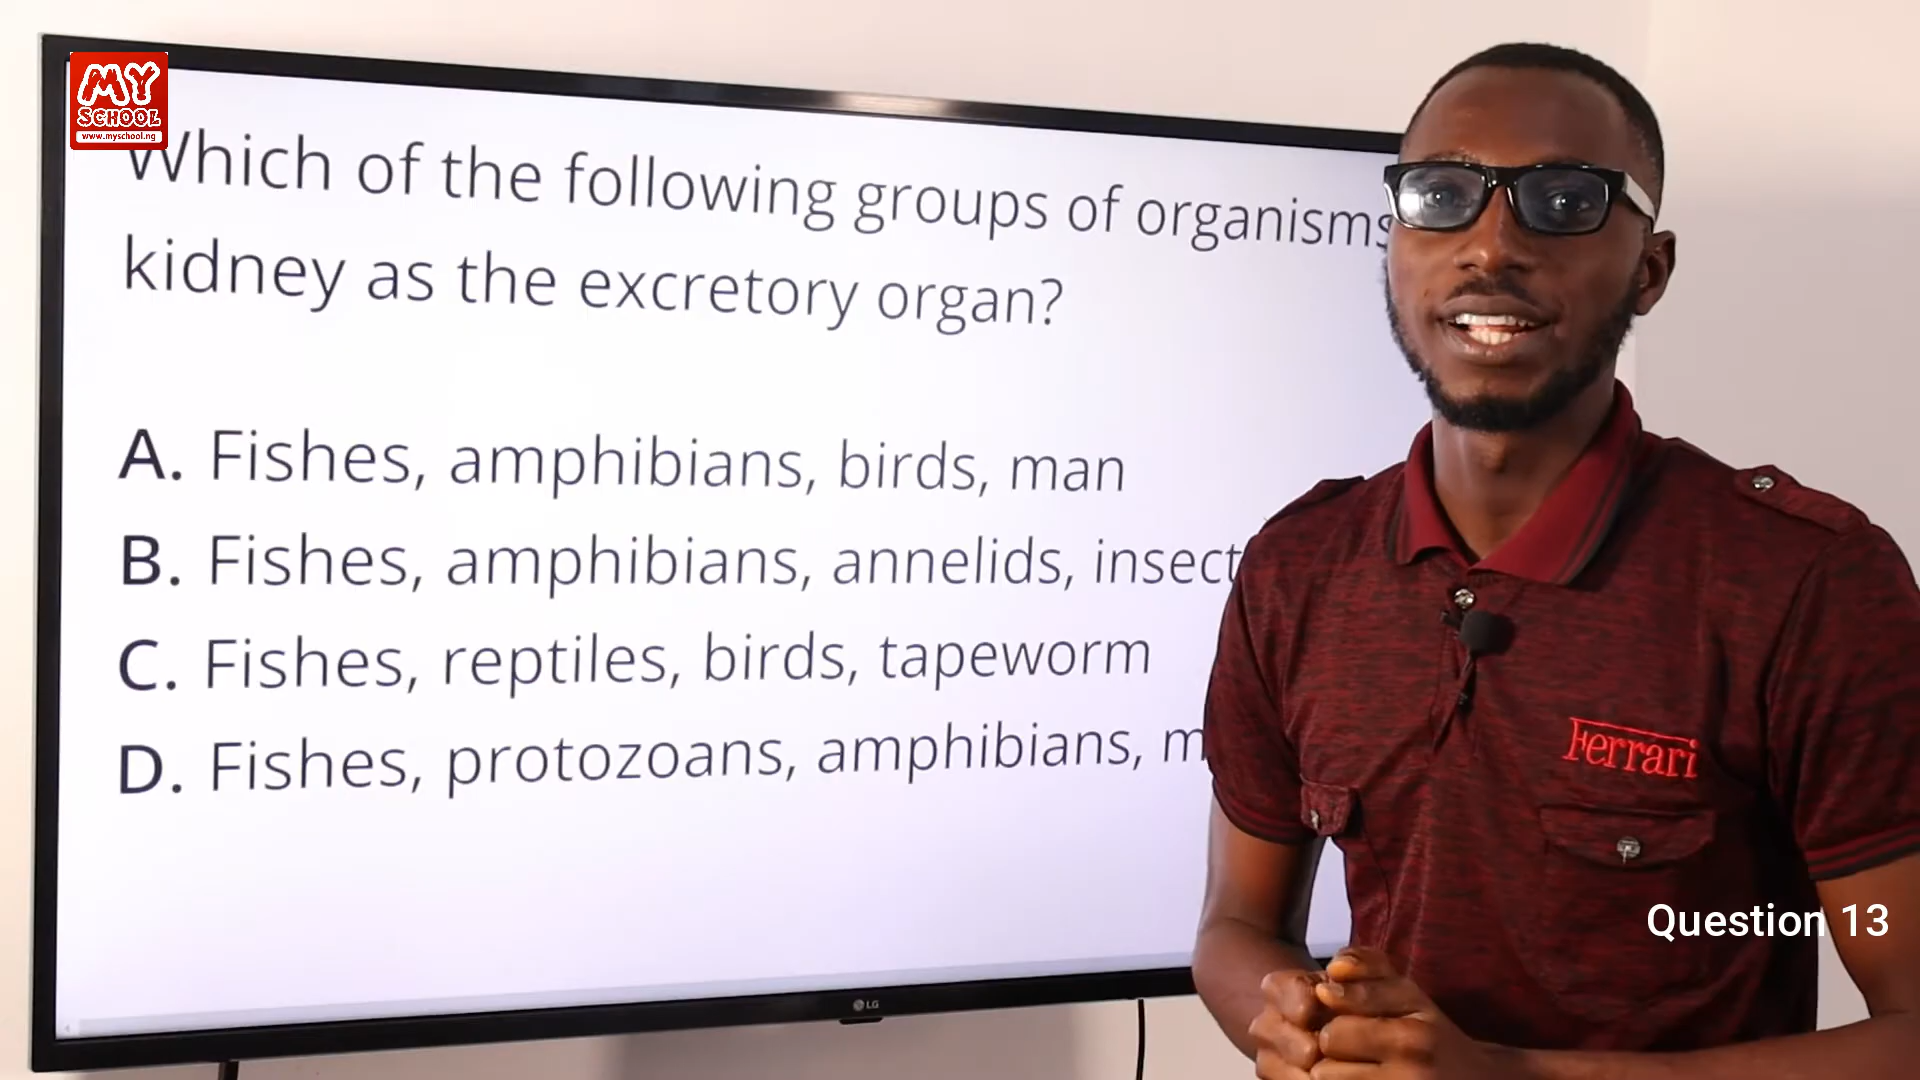 MY
SCHOOL
www.myschool.ng
Which of the following groups of organisms
kidney as the excretory organ?
A. Fishes, amphibians, birds, man
B. Fishes, amphibians, annelids, insect
C. Fishes, reptiles, birds, tapeworm
D. Fishes, protozoans, amphibians, m
Ferrari
Question 13
LG